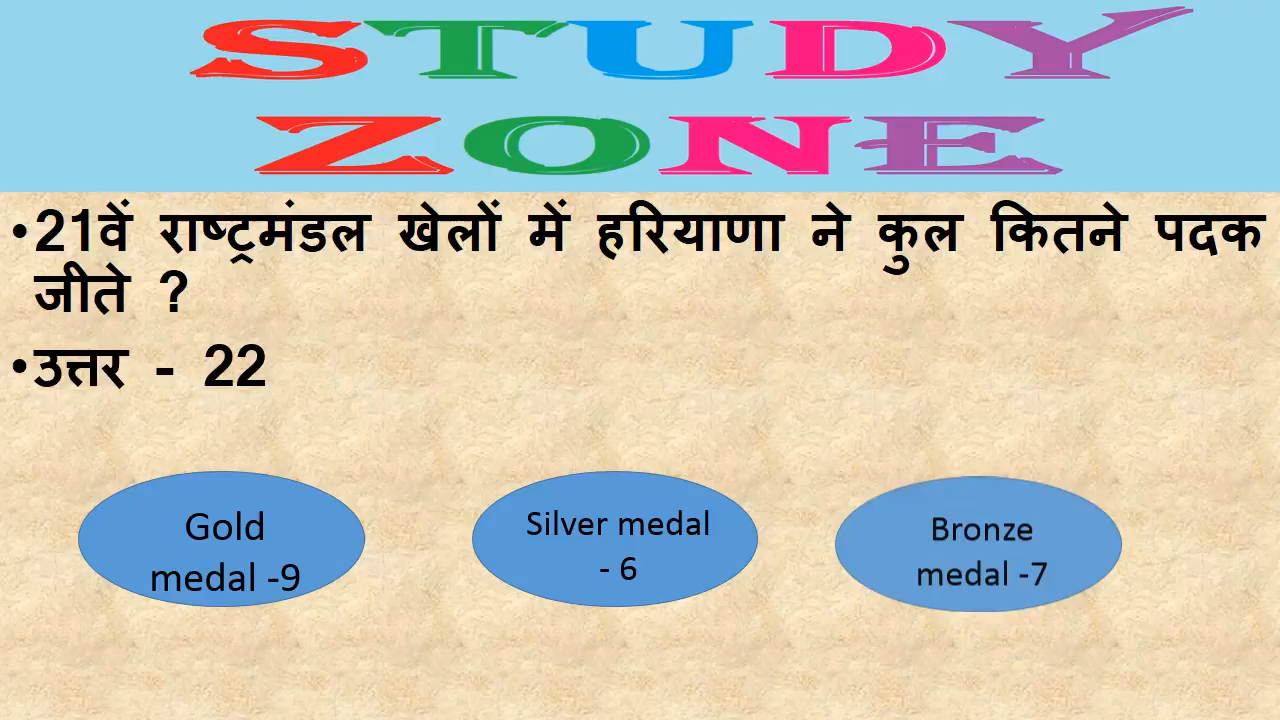 STUDY
ZONE
•21वें राष्ट्रमंडल खेलों में हरियाणा ने कुल कितने पदक
जीते ?
•उत्तर - 22
Gold
medal -9
Silver medal
- 6
Bronze
medal -7